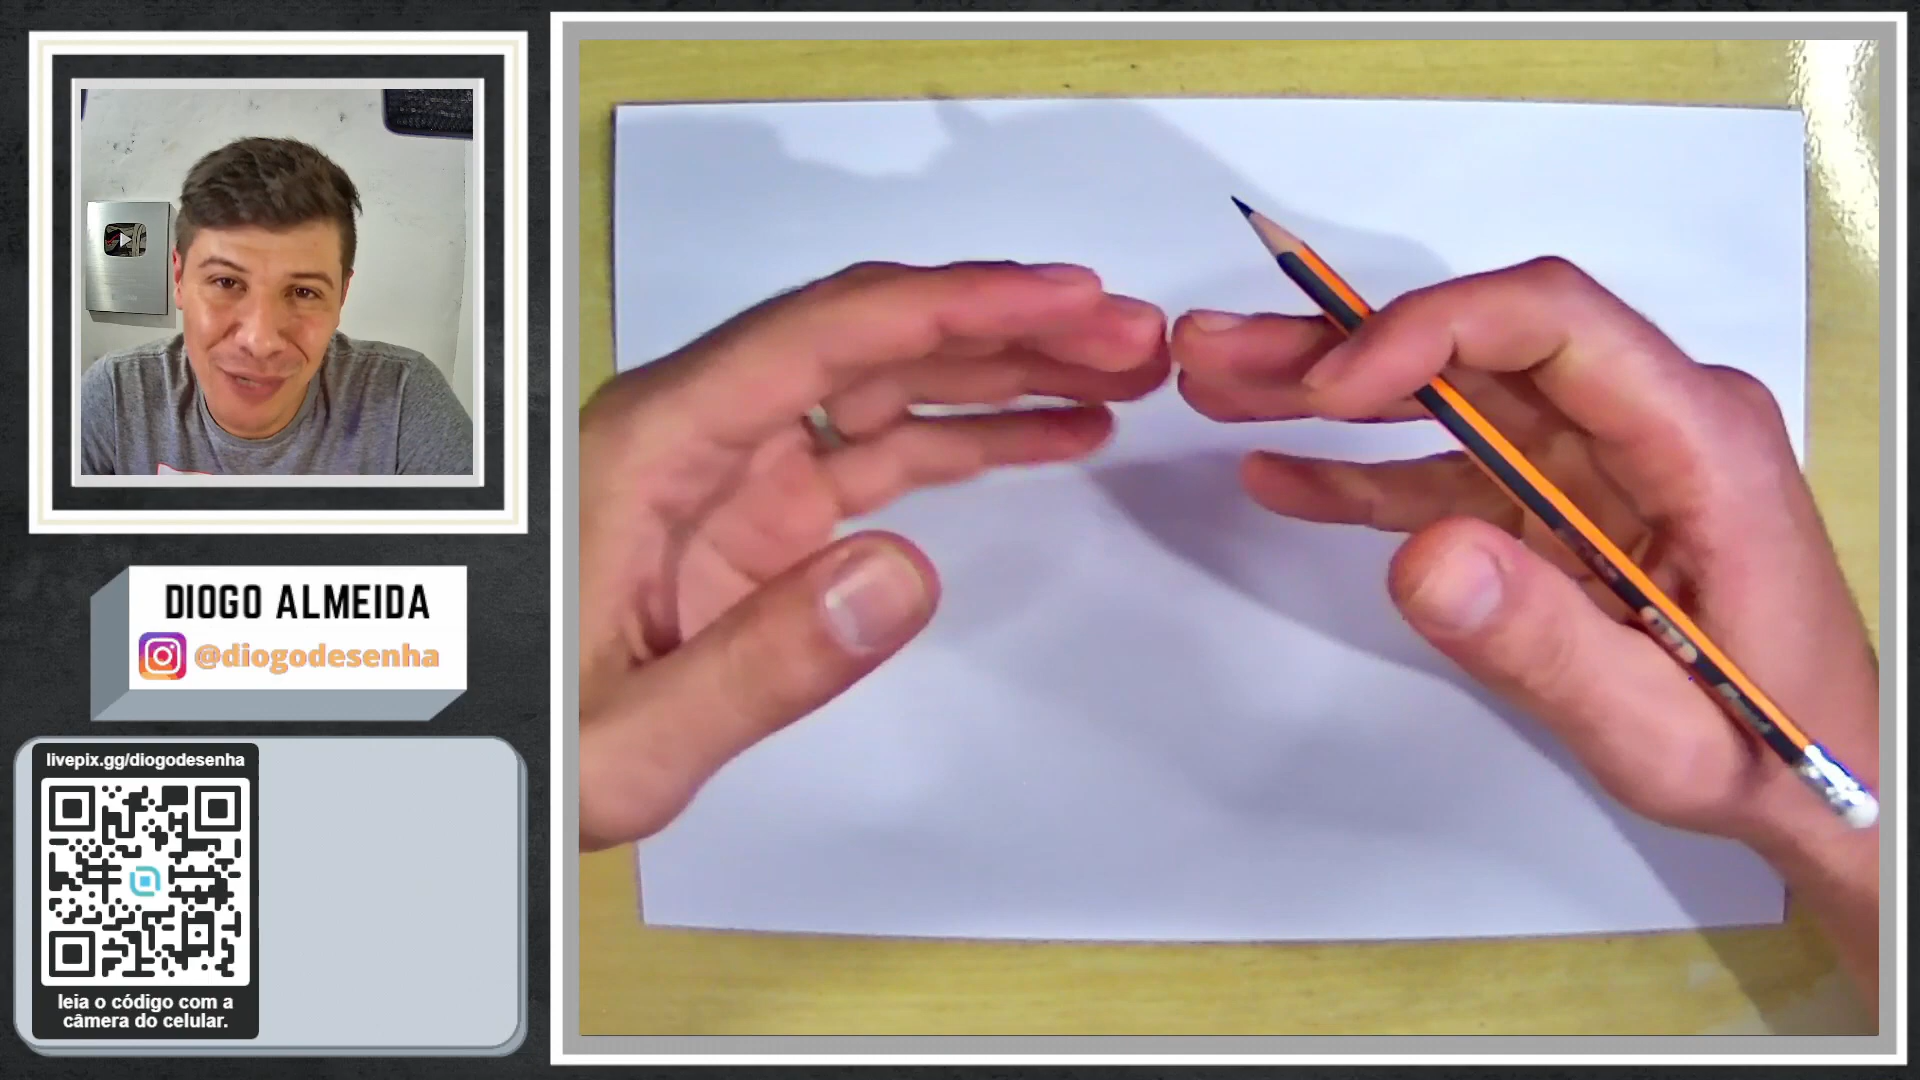 DIOGO ALMEIDA
@diogodesenha
livepix.gg/diogodesenha
leia o código com a
câmera do celular.